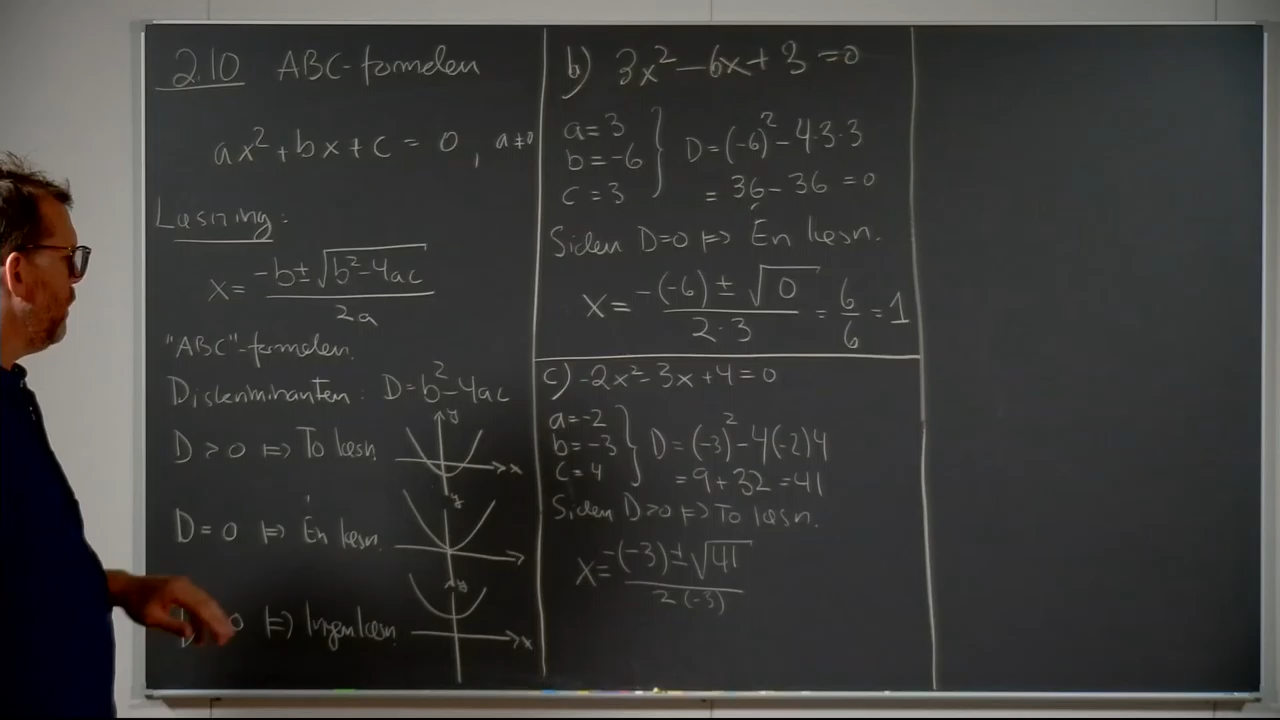 2.10 ABC-formelen
ax² + bx + c = 0 , a≠0
Løsning:
x = (-b ± √(b²-4ac)) / 2a
"ABC"-formelen.
Diskriminanten: D = b² - 4ac
D > 0 ⇔ To løsn.
y
x
D = 0 ⇔ Én løsn.
y
0 ⇔ Ingen løsn.
y
x
b) 3x² - 6x + 3 = 0
a = 3
b = -6
c = 3
D = (-6)² - 4·3·3
= 36 - 36 = 0
Siden D=0 ⇔ Én løsn.
x = (-(-6) ± √0) / (2·3) = 6/6 = 1
c) -2x² - 3x + 4 = 0
a = -2
b = -3
c = 4
D = (-3)² - 4(-2)4
= 9 + 32 = 41
Siden D>0 ⇔ To løsn.
x = (-(-3) ± √41) / (2(-3))